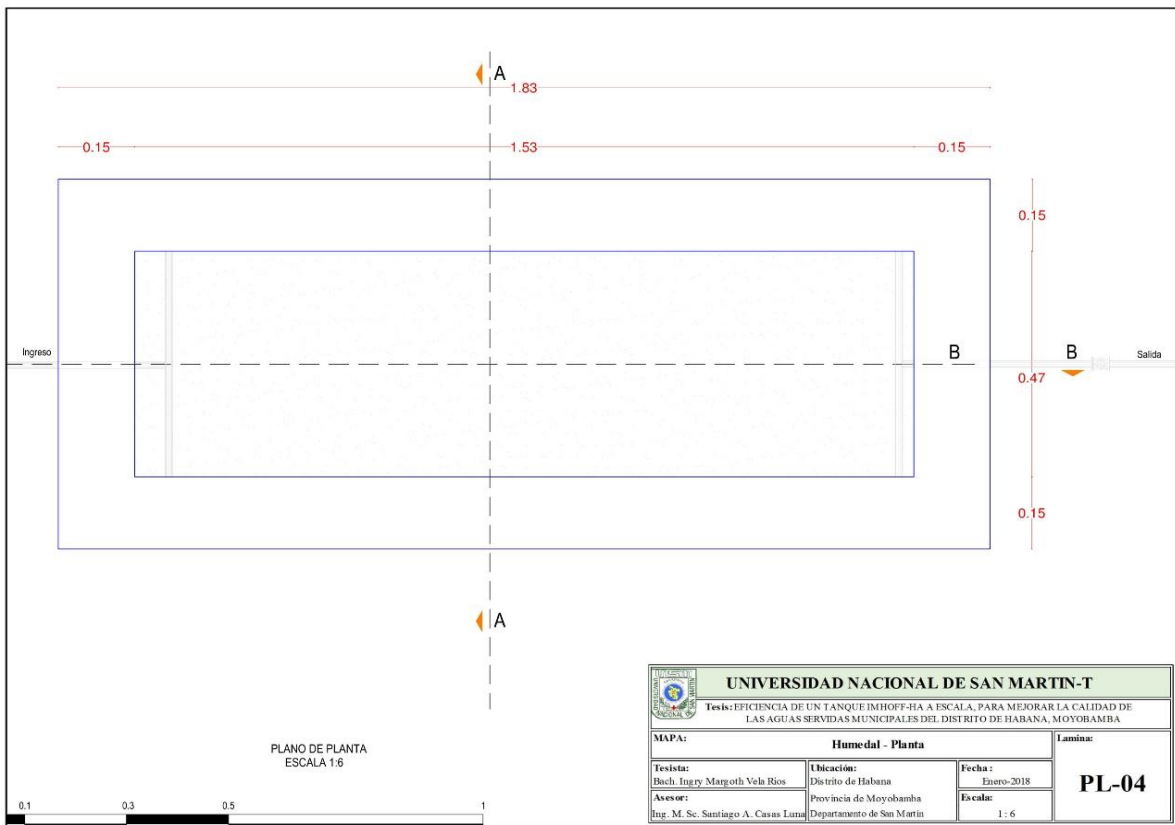 A
1.83
0.15
1.53
0.15
0.15
Ingreso
B
B
Salida
0.47
0.15
A
PLANO DE PLANTA
ESCALA 1:6
0.1
0.3
0.5
1
UNIVERSIDAD NACIONAL DE SAN MARTIN-T
Tesis: EFICIENCIA DE UN TANQUE IMHOFF-HA A ESCALA, PARA MEJORAR LA CALIDAD DE
LAS AGUAS SERVIDAS MUNICIPALES DEL DISTRITO DE HABANA, MOYOBAMBA
MAPA:
Humedal - Planta
Lamina:
PL-04
Tesista:
Bach. Ingry Margoth Vela Rios
Ubicación:
Distrito de Habana
Fecha :
Enero-2018
Asesor:
Ing. M. Sc. Santiago A. Casas Luna
Provincia de Moyobamba
Departamento de San Martin
Escala:
1 : 6